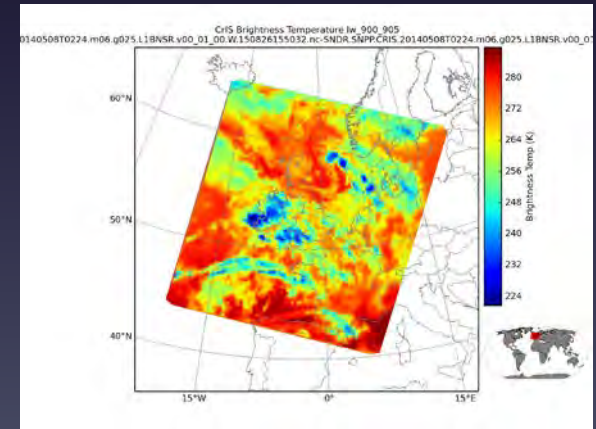 CrIS Brightness Temperature lw_900_905
20140508T0224.m06.g025.L1BNSR.v00_01_00.W.150826155032.nc-SNDR.SNPP.CRIS.20140508T0224.m06.g025.L1BNSR.v00_01
60°N
50°N
40°N
15°W
0°
15°E
280
272
264
256
248
240
232
224
Brightness Temp (K)